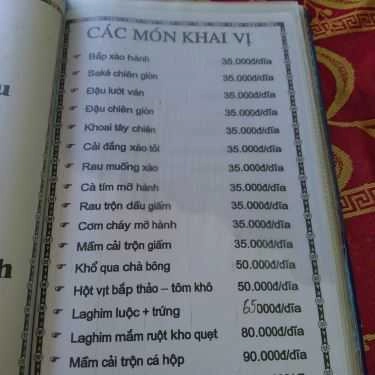 CÁC MÓN KHAI VỊ
☞ Bắp xào hành 35.000đ/dĩa
☞ Sakê chiên giòn 35.000đ/dĩa
☞ Đậu lướt ván 35.000đ/dĩa
☞ Đậu chiên giòn 35.000đ/dĩa
☞ Khoai tây chiên 35.000đ/dĩa
☞ Cải đắng xào tỏi 35.000đ/dĩa
☞ Rau muống xào 35.000đ/dĩa
☞ Cà tím mỡ hành 35.000đ/dĩa
☞ Rau trộn dầu giấm 35.000đ/dĩa
☞ Cơm cháy mỡ hành 35.000đ/dĩa
☞ Mầm cải trộn giấm 35.000đ/dĩa
☞ Khổ qua chà bông 50.000đ/dĩa
☞ Hột vịt bắp thảo – tôm khô 50.000đ/dĩa
☞ Laghim luộc + trứng 65000đ/dĩa
☞ Laghim mắm ruột kho quẹt 80.000đ/dĩa
☞ Mầm cải trộn cá hộp 90.000đ/dĩa